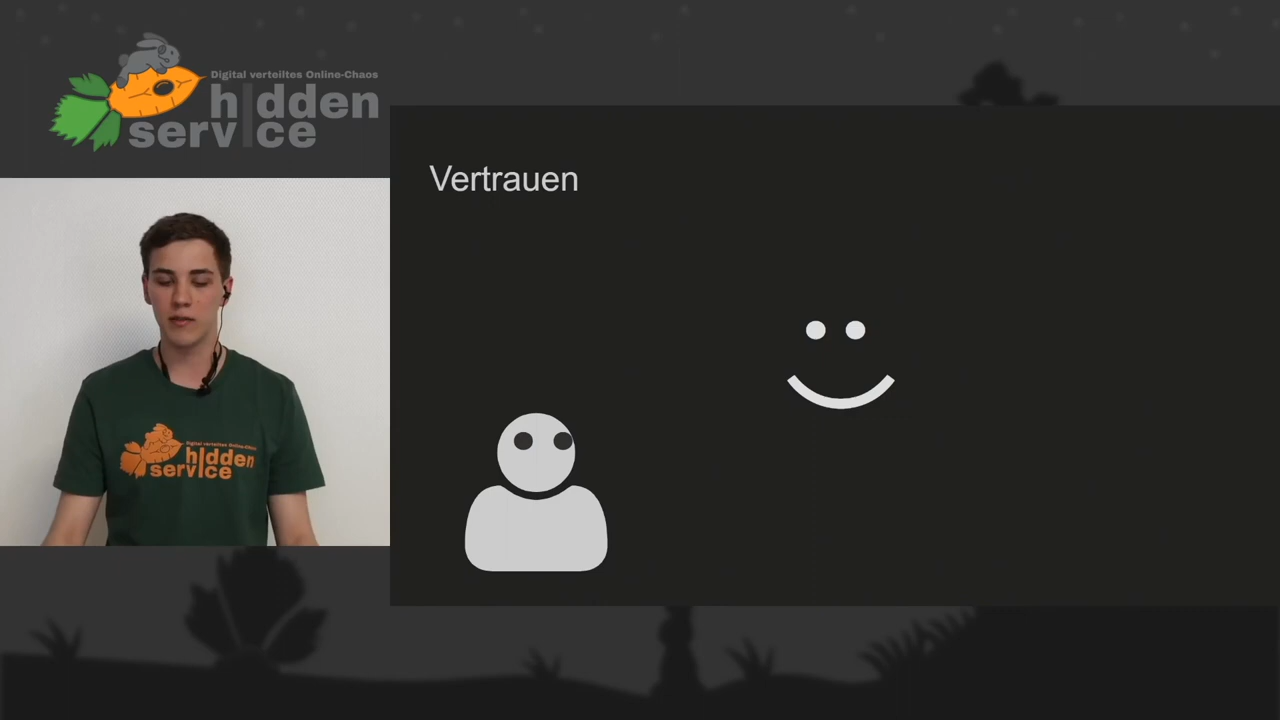 Digital verteiltes Online-Chaos
hidden
service
Vertrauen
Digital verteiltes Online-Chaos
hidden
service